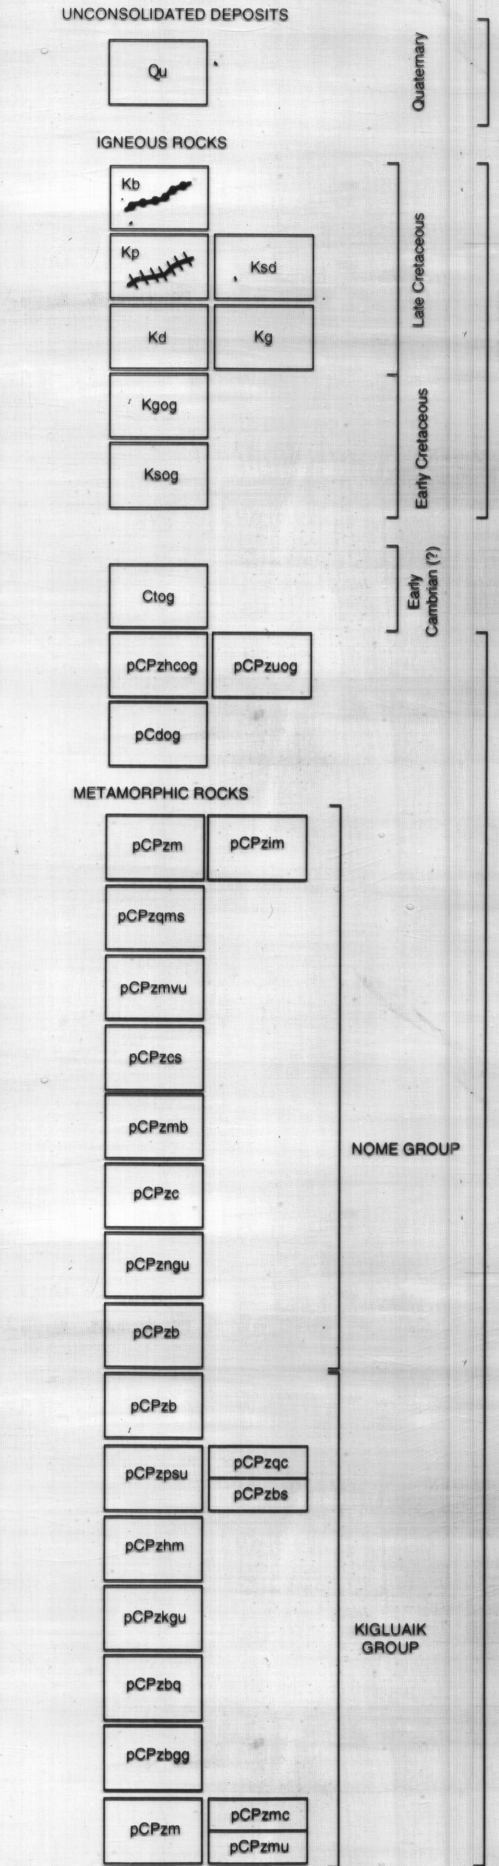 UNCONSOLIDATED DEPOSITS
Qu
Quaternary
IGNEOUS ROCKS
Kb
Kp
Ksd
Kd
Kg
Late Cretaceous
Kgog
Ksog
Early Cretaceous
Ctog
Early
Cambrian (?)
pCPzhcog
pCPzuog
pCdog
METAMORPHIC ROCKS
pCPzm
pCPzim
pCPzqms
pCPzmvu
pCPzcs
pCPzmb
NOME GROUP
pCPzc
pCPzngu
pCPzb
pCPzb
pCPzpsu
pCPzqc
pCPzbs
pCPzhm
pCPzkgu
KIGLUAIK
GROUP
pCPzbq
pCPzbgg
pCPzm
pCPzmc
pCPzmu